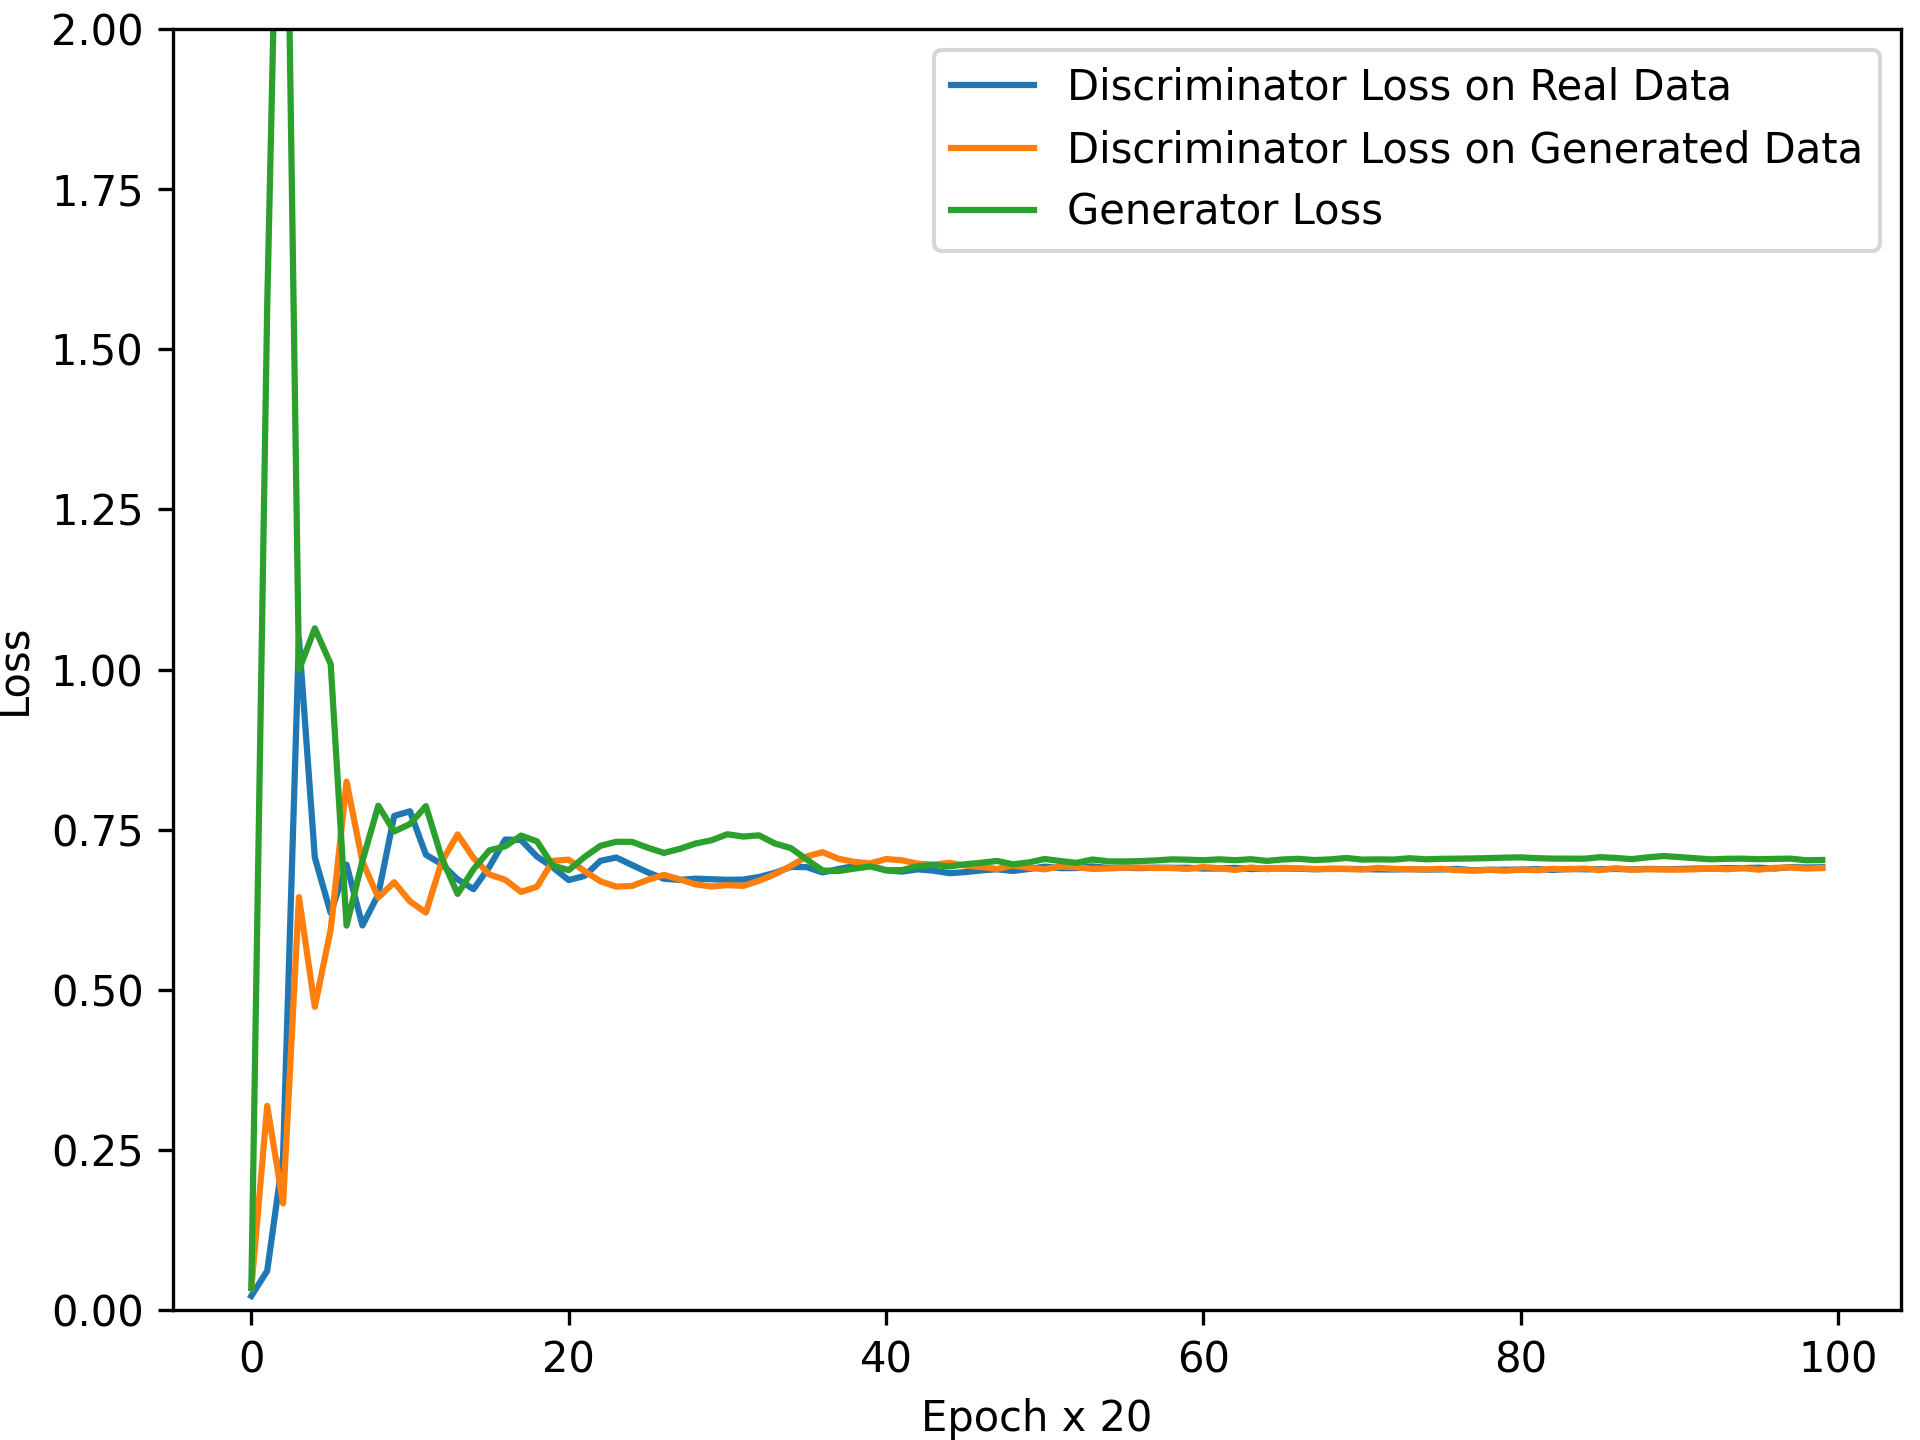 2.00
1.75
1.50
1.25
1.00
0.75
0.50
0.25
0.00
Loss
Discriminator Loss on Real Data
Discriminator Loss on Generated Data
Generator Loss
0 20 40 60 80 100
Epoch x 20